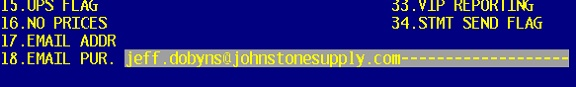 15.UPS FLAG 33.VIP REPORTING
16.NO PRICES 34.STMT SEND FLAG
17.EMAIL ADDR
18.EMAIL PUR. jeff.dobyns@johnstonesupply.com-------------------